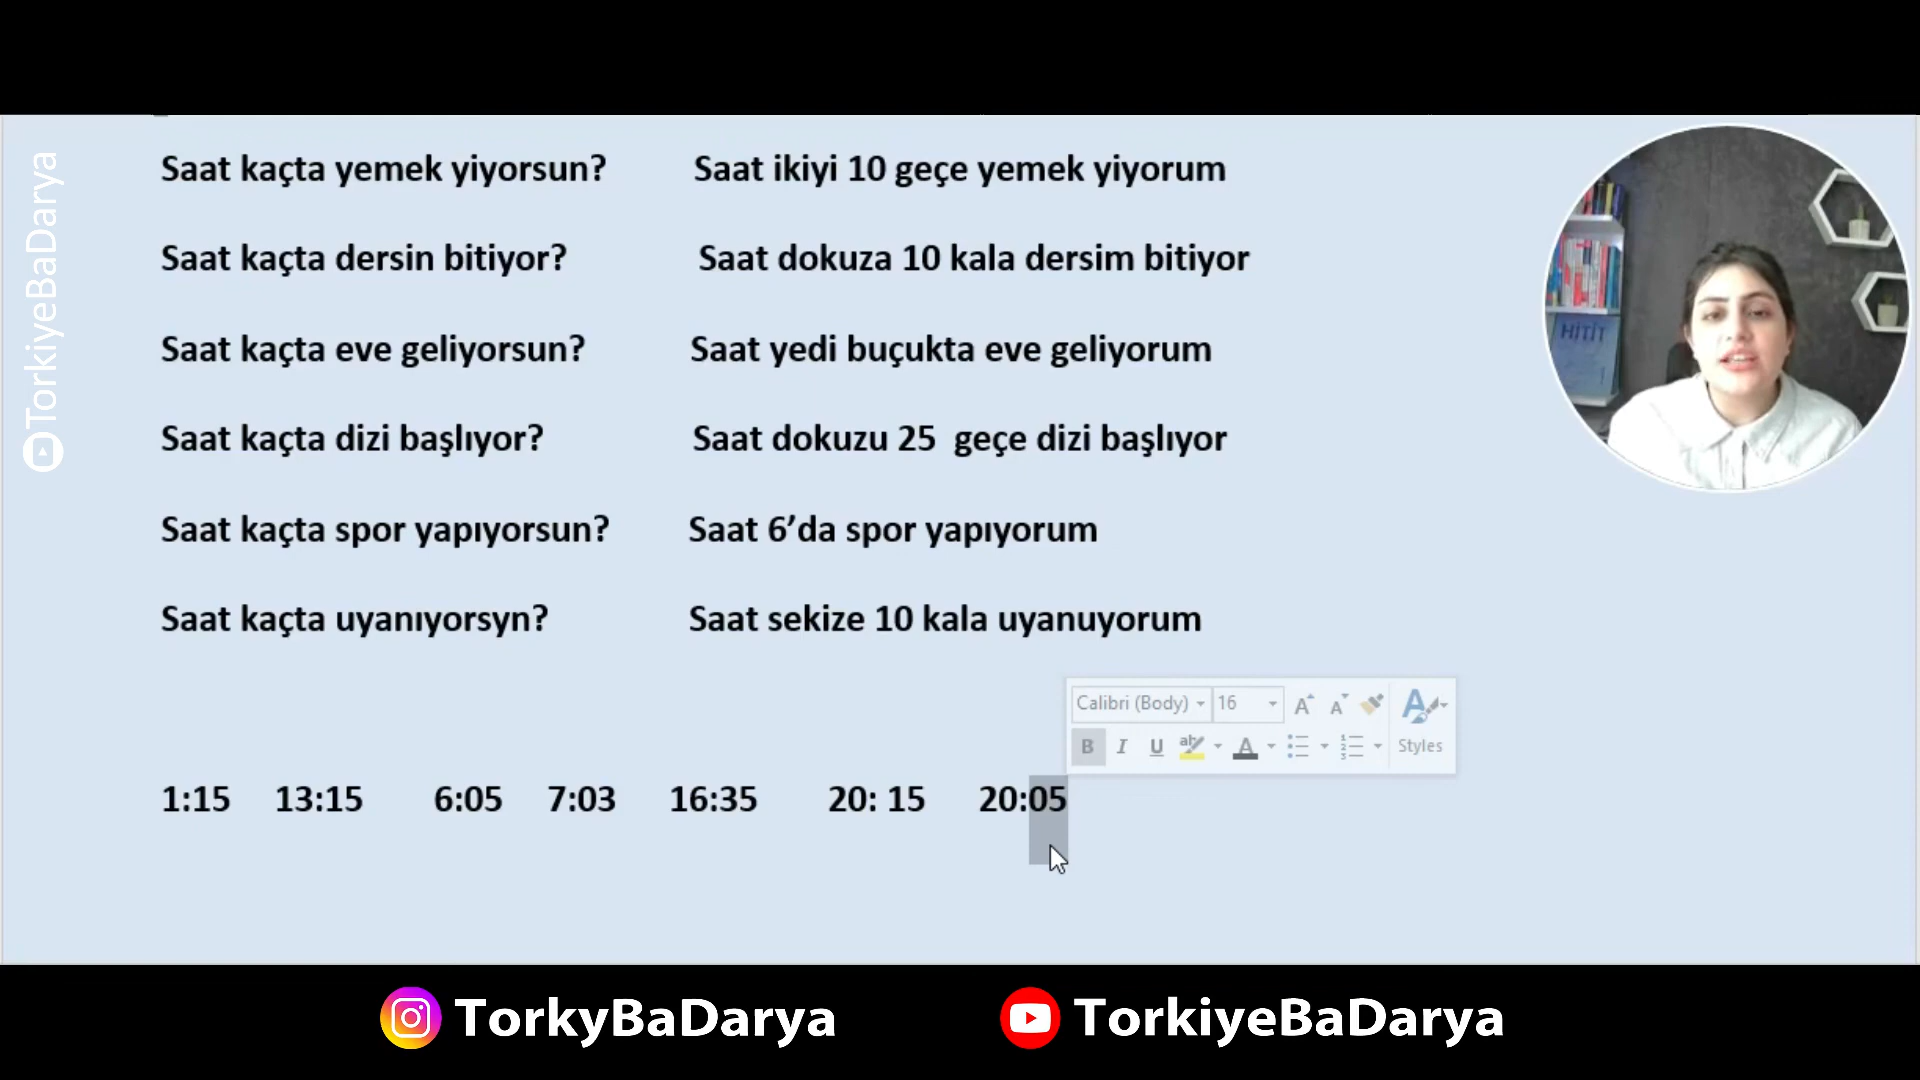 TorkiyeBaDarya
Saat kaçta yemek yiyorsun? Saat ikiyi 10 geçe yemek yiyorum
Saat kaçta dersin bitiyor? Saat dokuza 10 kala dersim bitiyor
Saat kaçta eve geliyorsun? Saat yedi buçukta eve geliyorum
Saat kaçta dizi başlıyor? Saat dokuzu 25 geçe dizi başlıyor
Saat kaçta spor yapıyorsun? Saat 6’da spor yapıyorum
Saat kaçta uyanıyorsyn? Saat sekize 10 kala uyanuyorum
HİTİT
Calibri (Body) 16
B I U ab A Styles
1:15 13:15 6:05 7:03 16:35 20: 15 20:05
TorkyBaDarya TorkiyeBaDarya